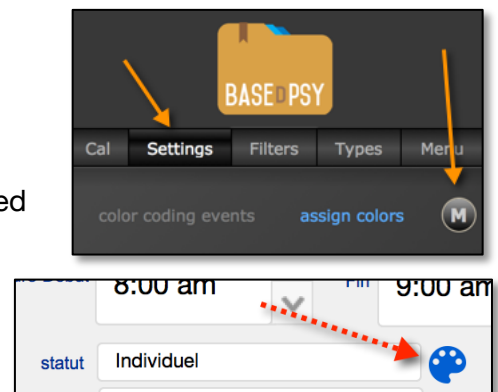 BASEDPSY
Cal Settings Filters Types Menu
ed
color coding events assign colors M
8:00 am Fin 9:00 am
statut Individuel